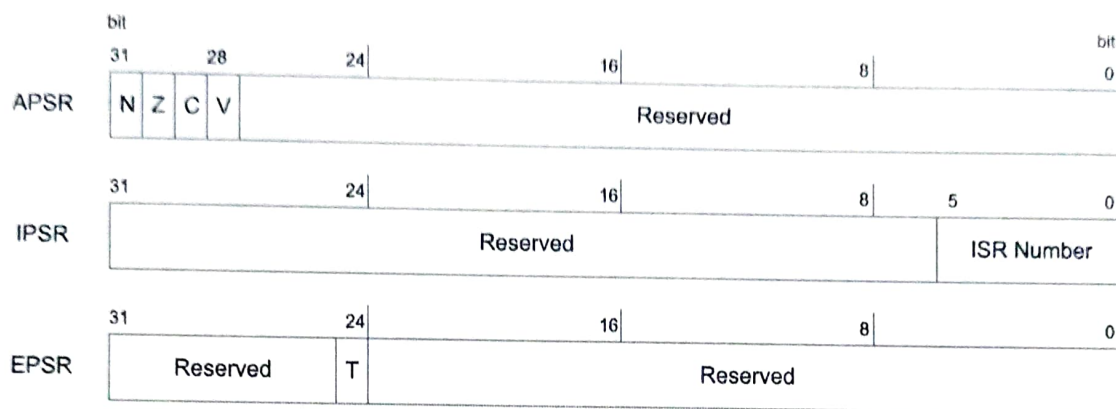 bit
bit
31 28 24 16 8 0
APSR N Z C V Reserved
31 24 16 8 5 0
IPSR Reserved ISR Number
31 24 16 8 0
EPSR Reserved T Reserved